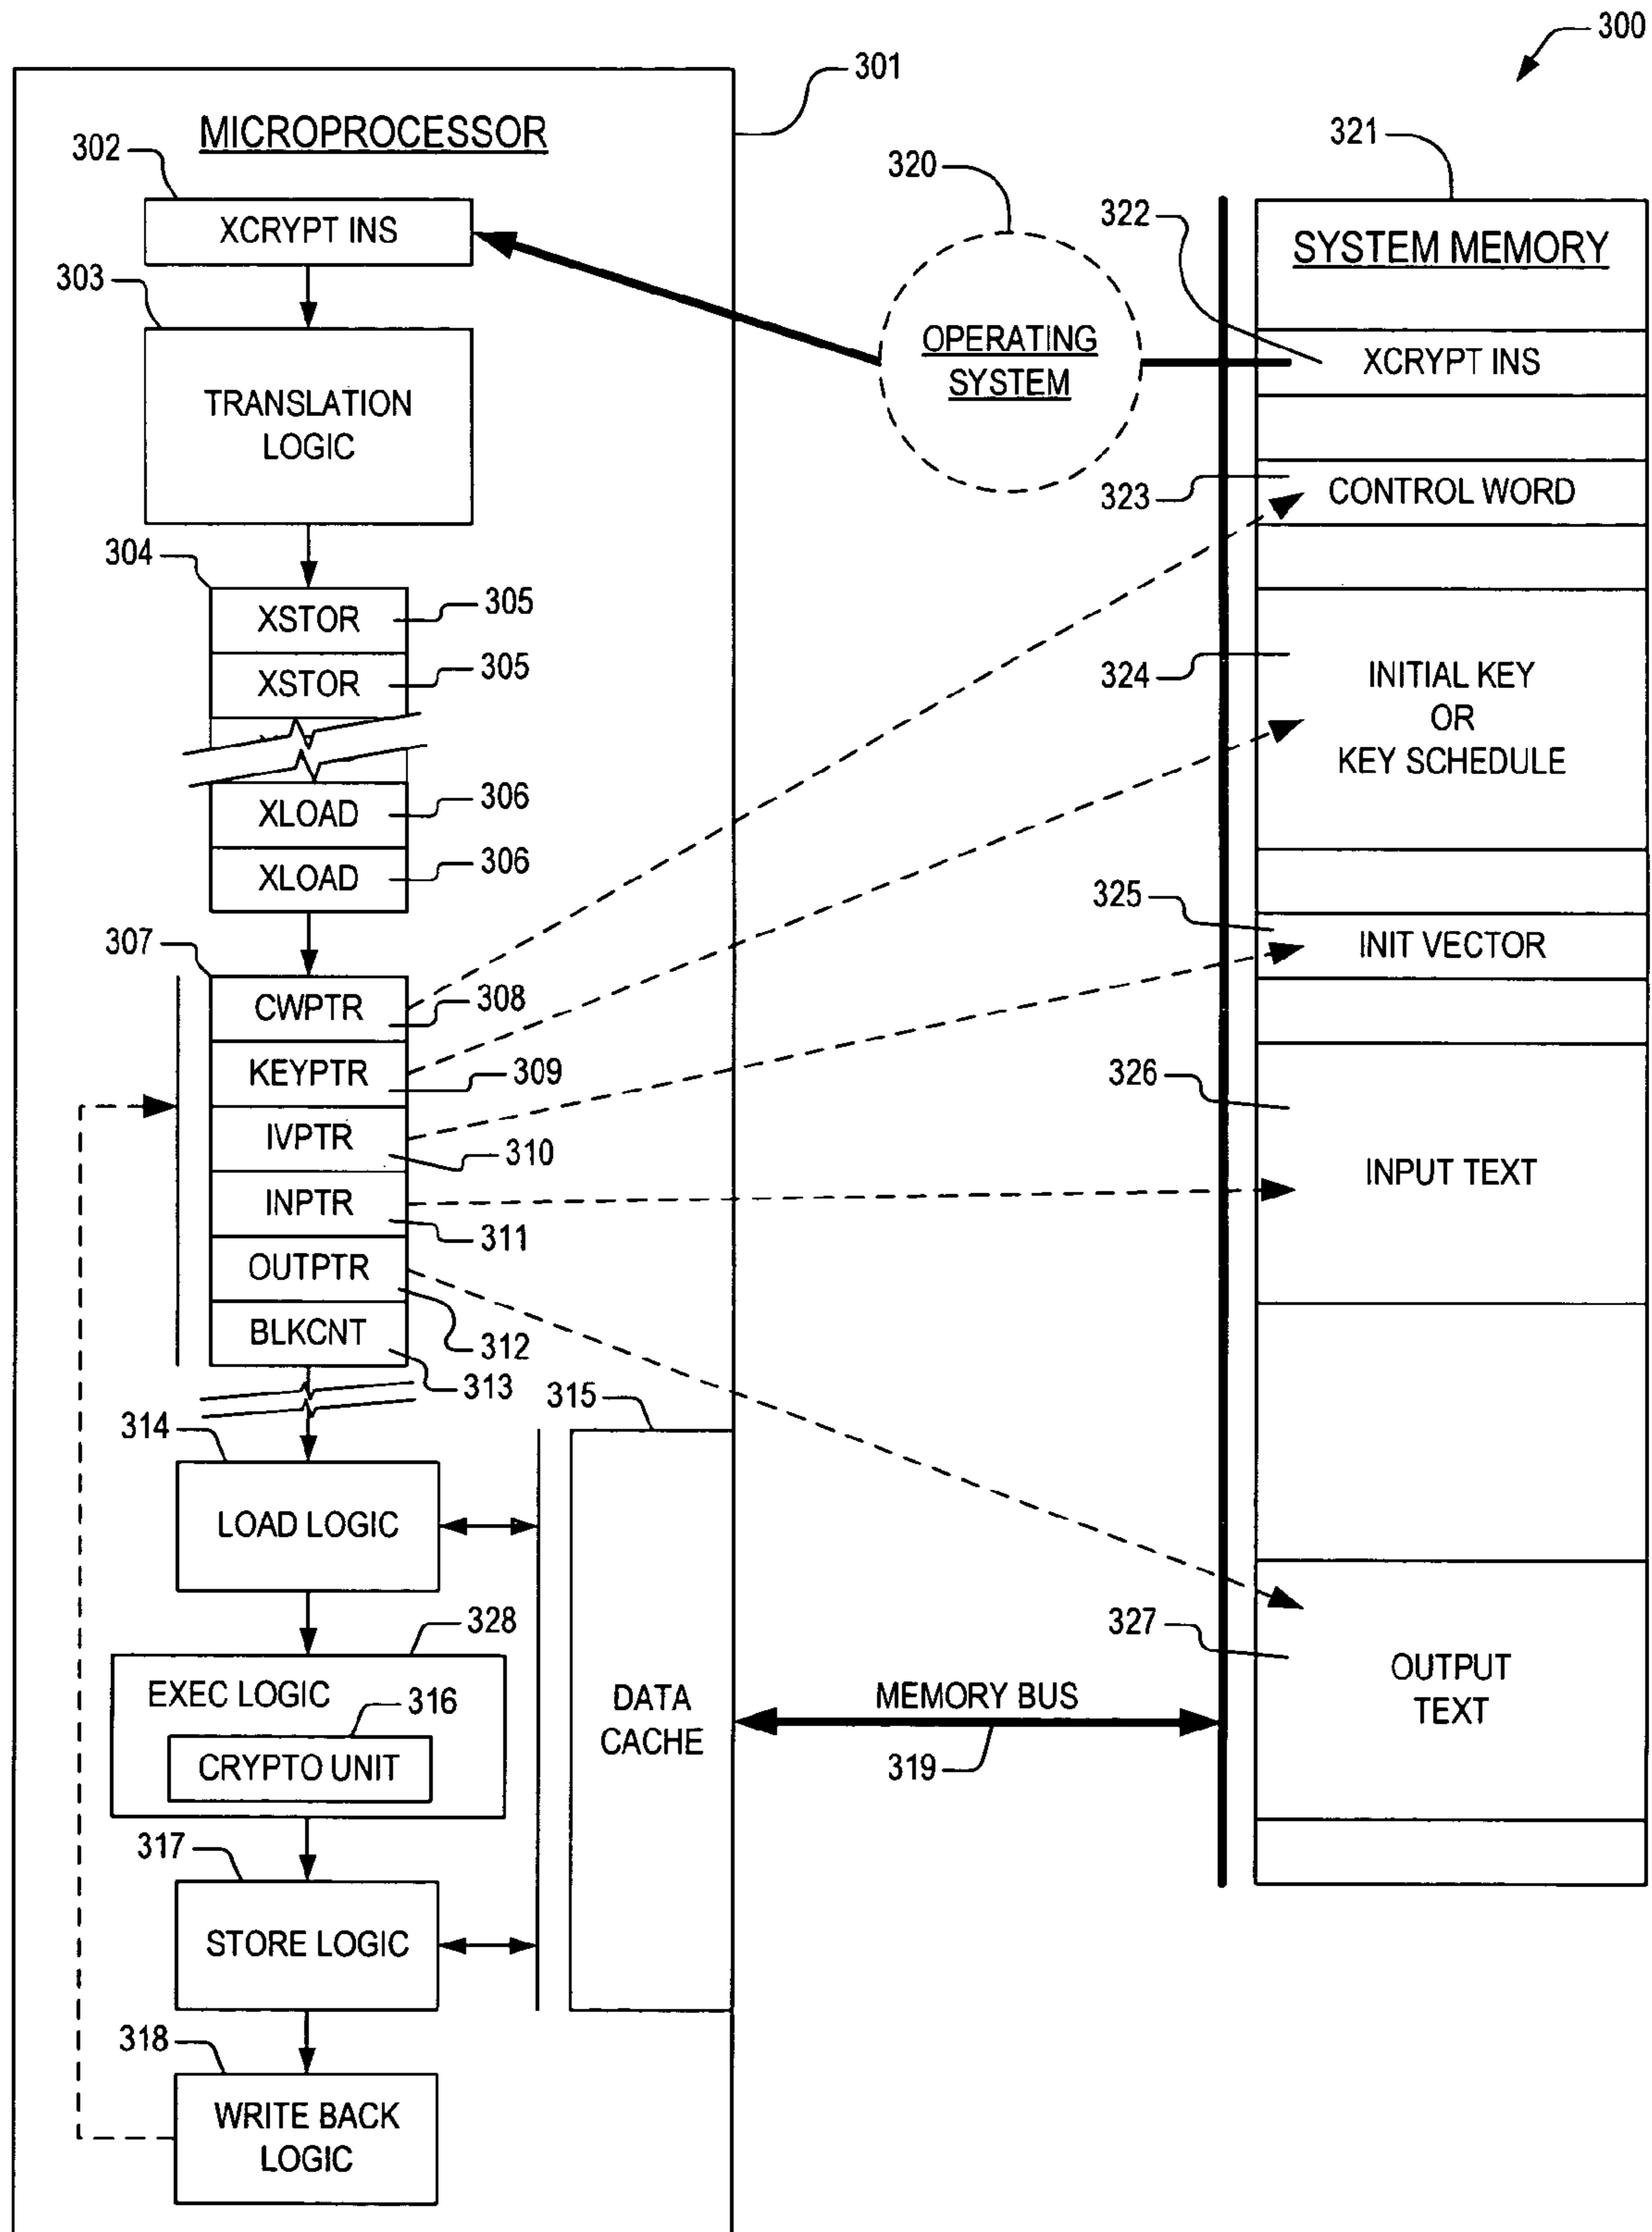 300
301
MICROPROCESSOR
302
XCRYPT INS
303
TRANSLATION
LOGIC
304
XSTOR
305
XSTOR
305
XLOAD
306
XLOAD
306
307
CWPTR
308
KEYPTR
309
IVPTR
310
INPTR
311
OUTPTR
312
BLKCNT
313
314
LOAD LOGIC
315
DATA
CACHE
328
EXEC LOGIC
316
CRYPTO UNIT
317
STORE LOGIC
318
WRITE BACK
LOGIC
320
OPERATING
SYSTEM
MEMORY BUS
319
321
SYSTEM MEMORY
322
XCRYPT INS
323
CONTROL WORD
324
INITIAL KEY
OR
KEY SCHEDULE
325
INIT VECTOR
326
INPUT TEXT
327
OUTPUT
TEXT